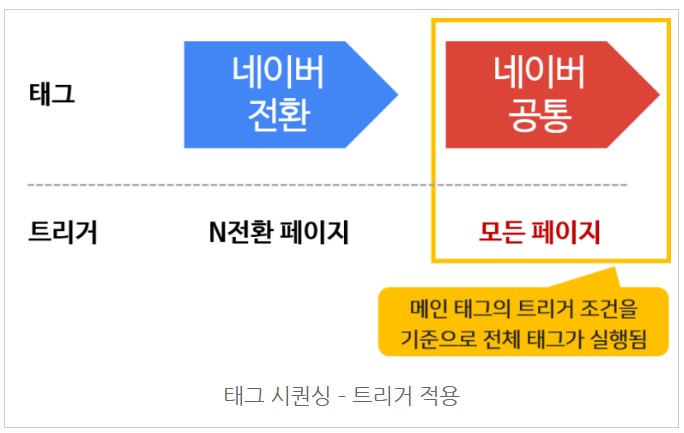 태그
네이버
전환
네이버
공통
트리거
N전환 페이지
모든 페이지
메인 태그의 트리거 조건을
기준으로 전체 태그가 실행됨
태그 시퀀싱 - 트리거 적용